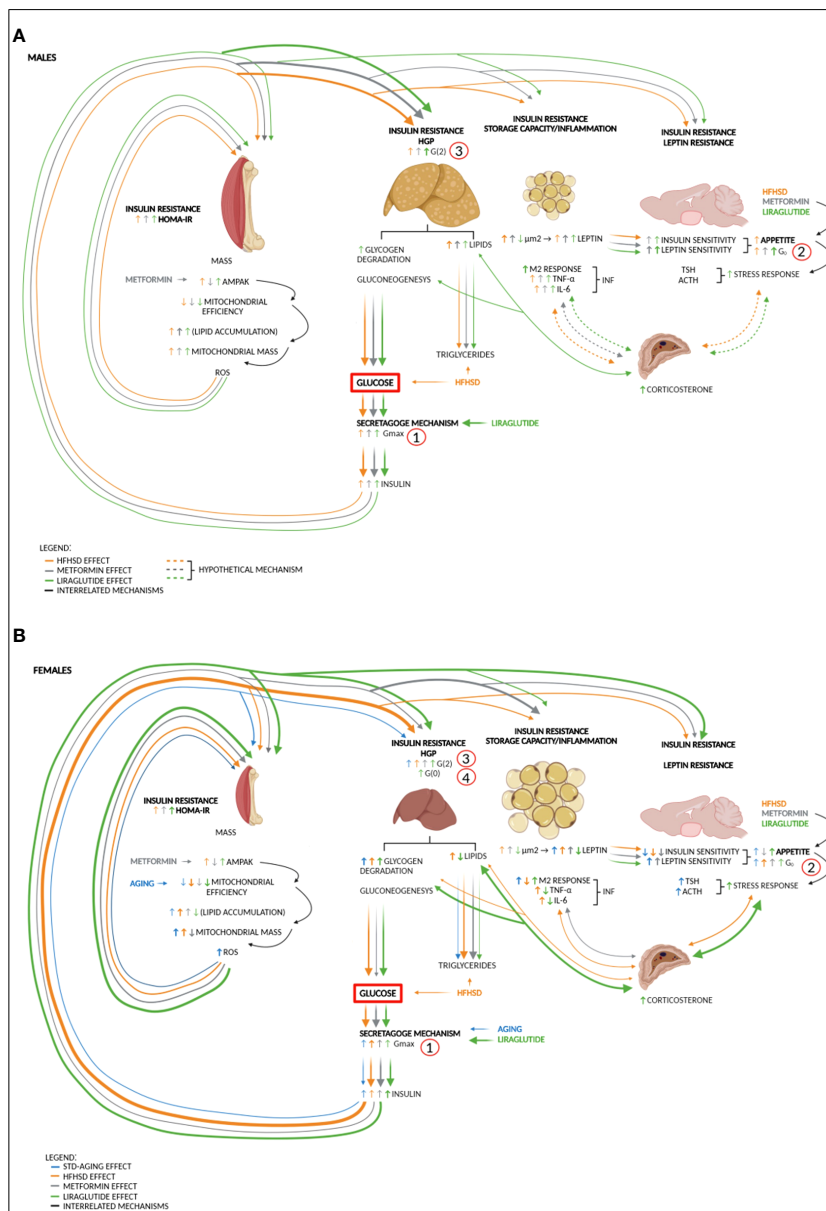 A
MALES
INSULIN RESISTANCE
HGP
↑ ↑ ↑ G(2) 3
INSULIN RESISTANCE
STORAGE CAPACITY/INFLAMMATION
INSULIN RESISTANCE
LEPTIN RESISTANCE
INSULIN RESISTANCE
↑ ↑ ↑ HOMA-IR
MASS
METFORMIN → ↑ ↓ ↑ AMPAK
↓ ↓ ↑ MITOCHONDRIAL
EFFICIENCY
↑ ↑ ↑ (LIPID ACCUMULATION)
↑ ↑ ↑ MITOCHONDRIAL MASS
ROS
↑ GLYCOGEN
DEGRADATION
↑ ↑ ↑ LIPIDS
GLUCONEOGENESYS
TRIGLYCERIDES
GLUCOSE
HFHSD
SECRETAGOGE MECHANISM
LIRAGLUTIDE
↑ ↑ ↑ Gmax 1
↑ ↑ ↑ INSULIN
↑ ↑ ↓ µm2 → ↑ ↑ ↑ LEPTIN
↑ M2 RESPONSE
↑ ↑ ↑ TNF-α
↑ ↑ ↑ IL-6
INF
HFHSD
METFORMIN
LIRAGLUTIDE
↑ ↑ INSULIN SENSITIVITY
↑ ↑ LEPTIN SENSITIVITY
↑ APPETITE
↑ ↑ ↑ G₀ 2
TSH
ACTH
↑ STRESS RESPONSE
↑ CORTICOSTERONE
LEGEND:
HFHSD EFFECT
METFORMIN EFFECT
LIRAGLUTIDE EFFECT
INTERRELATED MECHANISMS
HYPOTHETICAL MECHANISM
B
FEMALES
INSULIN RESISTANCE
HGP
↑ ↑ ↑ ↑ G(2) 3
↑ G(0) 4
INSULIN RESISTANCE
STORAGE CAPACITY/INFLAMMATION
INSULIN RESISTANCE
LEPTIN RESISTANCE
INSULIN RESISTANCE
↑ ↑ ↑ HOMA-IR
MASS
METFORMIN → ↑ ↓ ↑ AMPAK
AGING → ↓ ↓ ↓ ↓ MITOCHONDRIAL
EFFICIENCY
↑ ↑ ↑ ↓ (LIPID ACCUMULATION)
↑ ↑ ↓ MITOCHONDRIAL MASS
↑ ROS
↑ ↑ ↑ GLYCOGEN
DEGRADATION
↑ ↓ LIPIDS
GLUCONEOGENESYS
TRIGLYCERIDES
GLUCOSE
HFHSD
SECRETAGOGE MECHANISM
AGING
LIRAGLUTIDE
↑ ↑ ↑ ↑ Gmax 1
↑ ↑ ↑ ↑ INSULIN
↑ ↑ ↓ µm2 → ↑ ↑ ↑ ↓ LEPTIN
↑ ↓ ↑ M2 RESPONSE
↑ ↓ TNF-α
↑ ↓ IL-6
INF
HFHSD
METFORMIN
LIRAGLUTIDE
↓ ↓ ↓ INSULIN SENSITIVITY
↑ ↑ LEPTIN SENSITIVITY
↑ ↓ ↑ APPETITE
↑ ↑ ↑ ↑ G₀ 2
↑ TSH
↑ ACTH
↑ STRESS RESPONSE
↑ CORTICOSTERONE
LEGEND:
STD-AGING EFFECT
HFHSD EFFECT
METFORMIN EFFECT
LIRAGLUTIDE EFFECT
INTERRELATED MECHANISMS